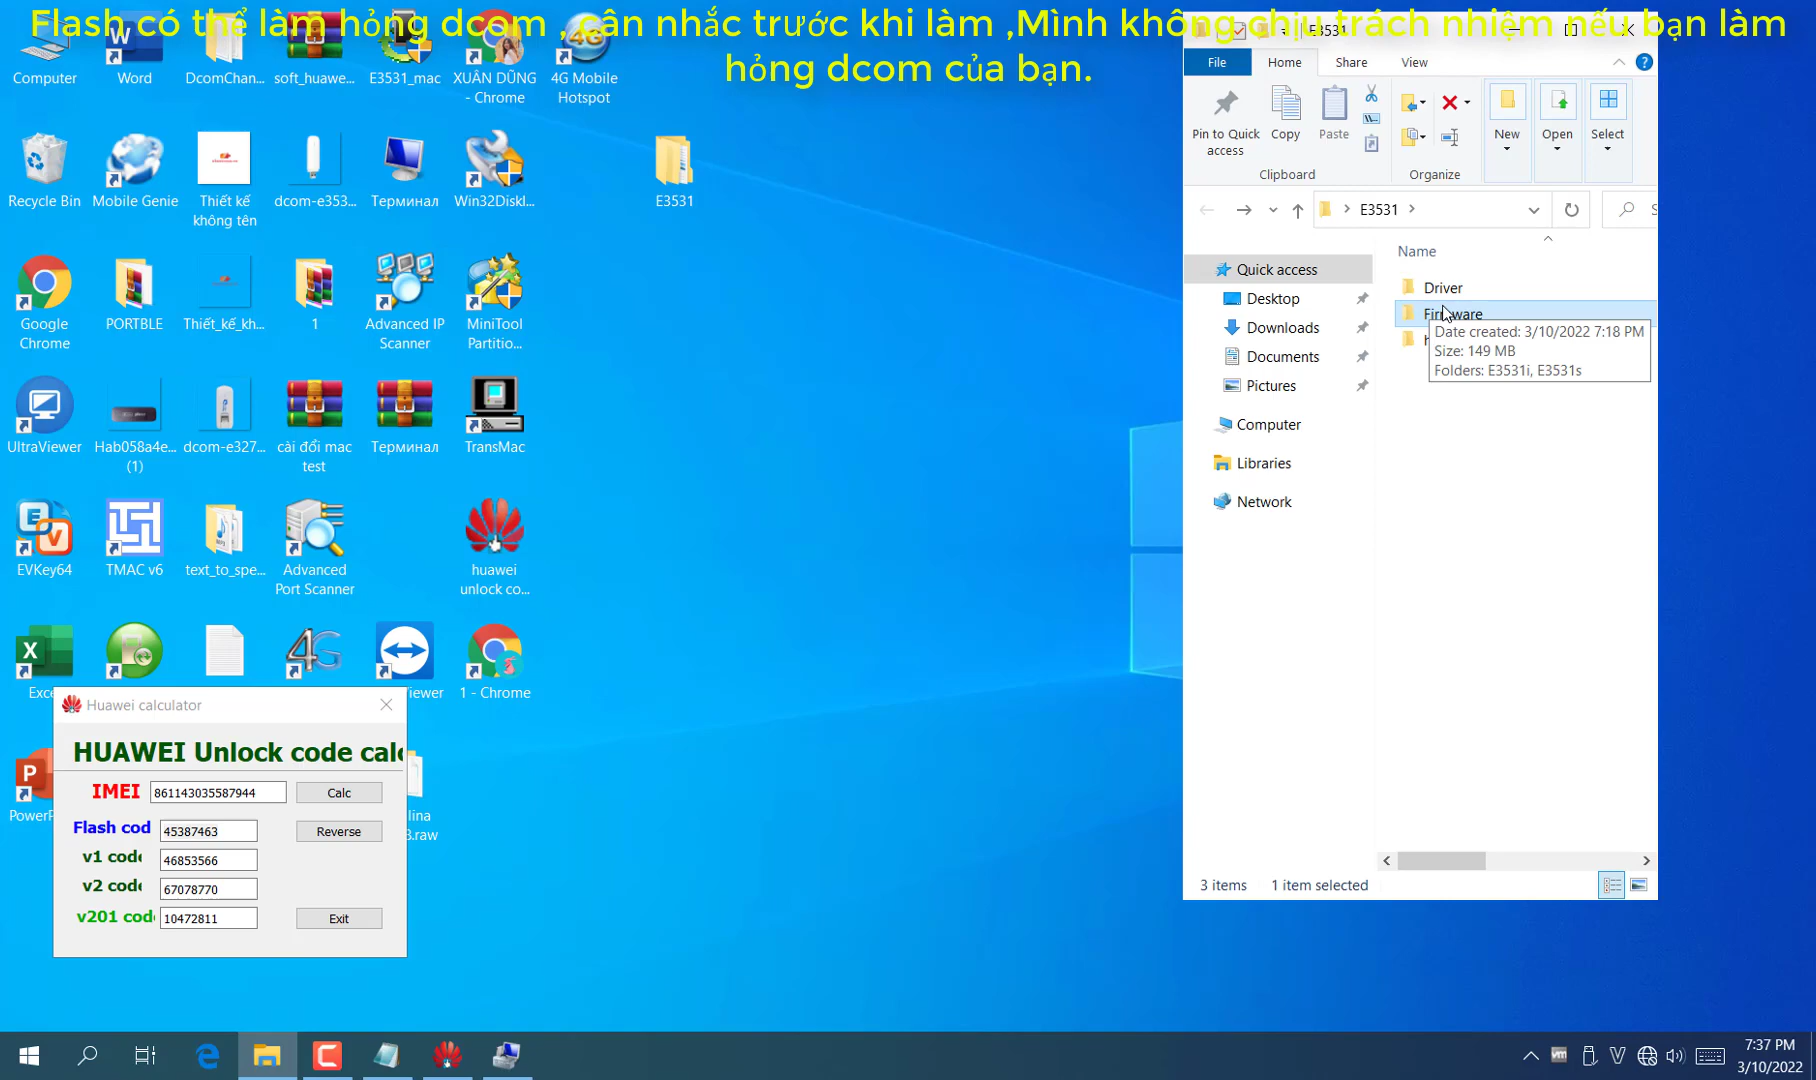 Flash có thể làm hỏng dcom , cân nhắc trước khi làm ,Mình không chịu trách nhiệm nếu bạn làm
hỏng dcom của bạn.
Computer
Word
DcomChan...
soft_huawe...
E3531_mac
XUÂN DŨNG
- Chrome
4G Mobile
Hotspot
Recycle Bin
Mobile Genie
Thiết kế
không tên
dcom-e353...
Терминал
Win32DiskI...
E3531
Google
Chrome
PORTBLE
Thiết_kế_kh...
1
Advanced IP
Scanner
MiniTool
Partitio...
UltraViewer
Hab058a4e...
(1)
dcom-e327...
cài đổi mac
test
Терминал
TransMac
EVKey64
TMAC v6
text_to_spe...
Advanced
Port Scanner
huawei
unlock co...
1 - Chrome
Huawei calculator
HUAWEI Unlock code calc
IMEI
861143035587944
Calc
Flash cod
45387463
Reverse
v1 code
46853566
v2 code
67078770
v201 cod
10472811
Exit
E3531
File
Home
Share
View
Pin to Quick
access
Copy
Paste
New
Open
Select
Clipboard
Organize
E3531
Name
Quick access
Desktop
Downloads
Documents
Pictures
Computer
Libraries
Network
Driver
Firmware
Date created: 3/10/2022 7:18 PM
Size: 149 MB
Folders: E3531i, E3531s
3 items
1 item selected
7:37 PM
3/10/2022